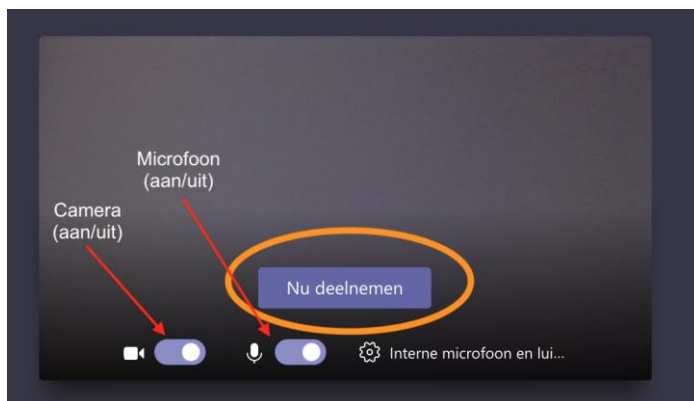 Microfoon
(aan/uit)
Camera
(aan/uit)
Nu deelnemen
Interne microfoon en lui...